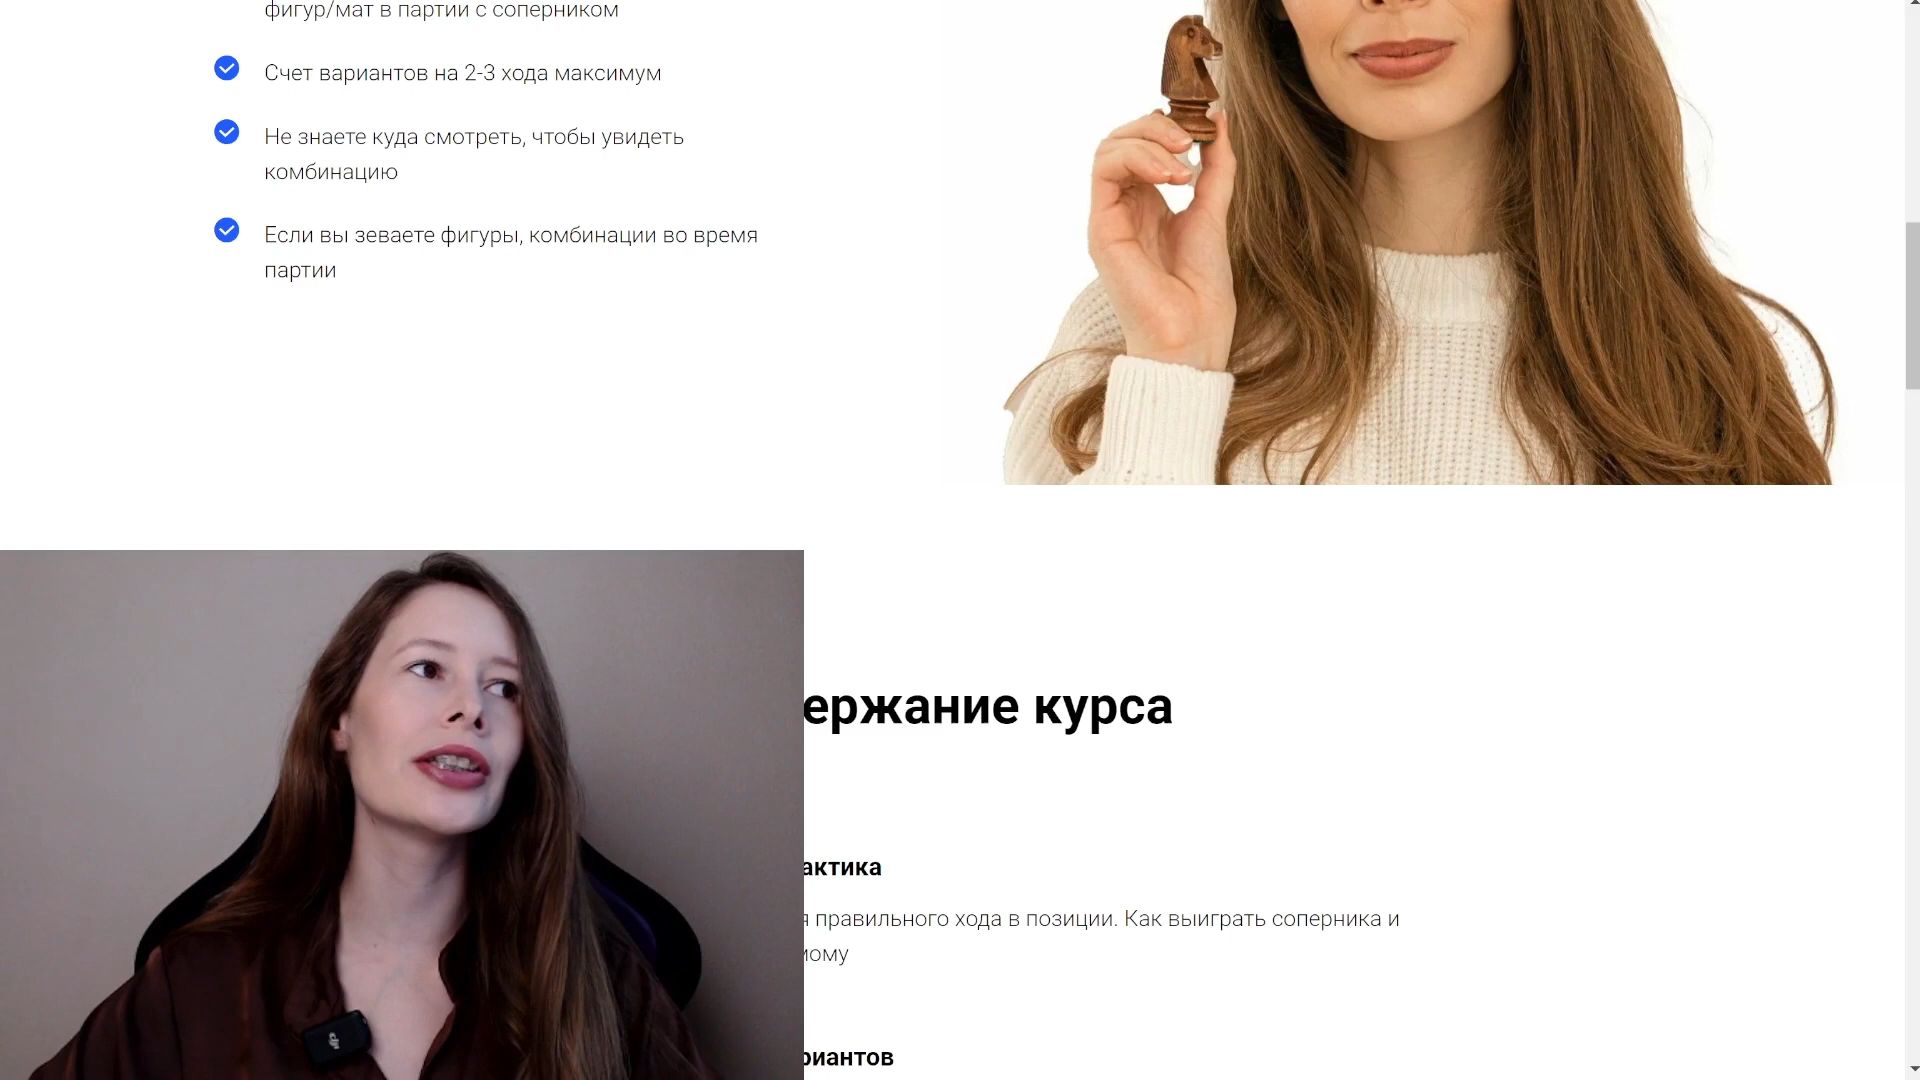 фигур/мат в партии с соперником
Счет вариантов на 2-3 хода максимум
Не знаете куда смотреть, чтобы увидеть
комбинацию
Если вы зеваете фигуры, комбинации во время
партии
ержание курса
актика
правильного хода в позиции. Как выиграть соперника и
мому
риантов